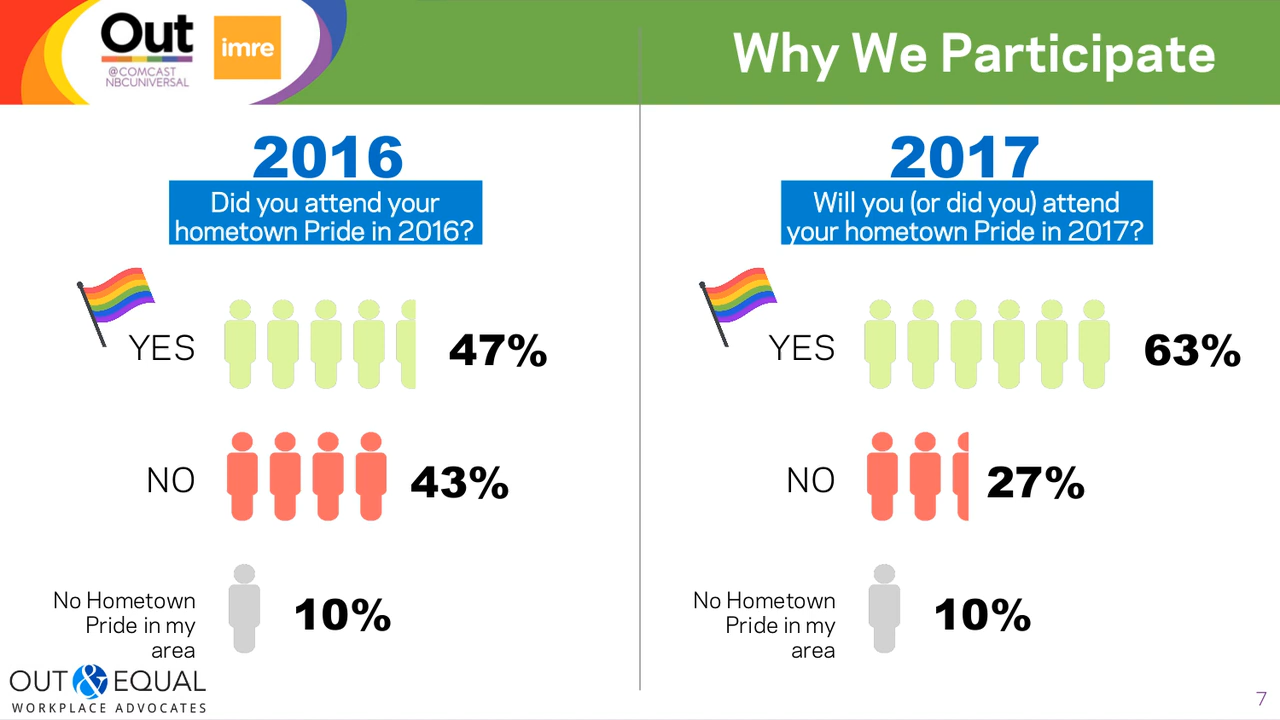 Out
@COMCAST
NBCUNIVERSAL
imre
Why We Participate
2016
Did you attend your
hometown Pride in 2016?
YES
47%
NO
43%
No Hometown
Pride in my
area
10%
2017
Will you (or did you) attend
your hometown Pride in 2017?
YES
63%
NO
27%
No Hometown
Pride in my
area
10%
OUT & EQUAL
WORKPLACE ADVOCATES
7